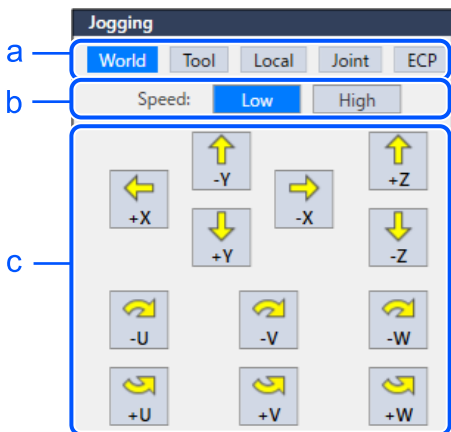 Jogging
a
World Tool Local Joint ECP
b
Speed: Low High
c
-Y +Z
+X -X
+Y -Z
-U -V -W
+U +V +W